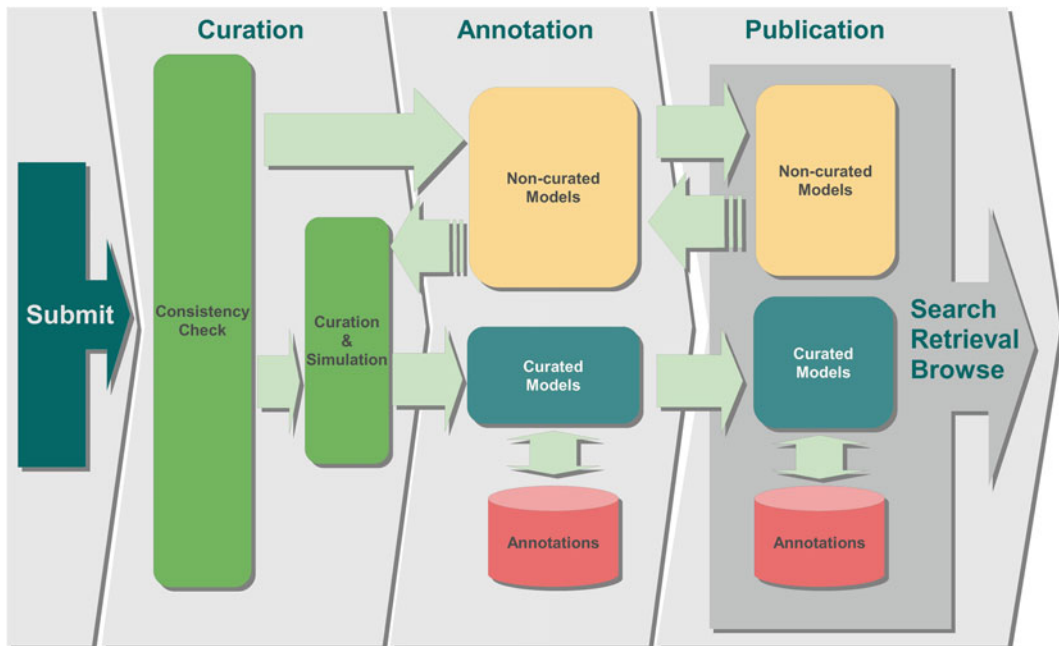 Curation
Annotation
Publication
Submit
Consistency
Check
Curation
&
Simulation
Non-curated
Models
Curated
Models
Annotations
Non-curated
Models
Curated
Models
Annotations
Search
Retrieval
Browse